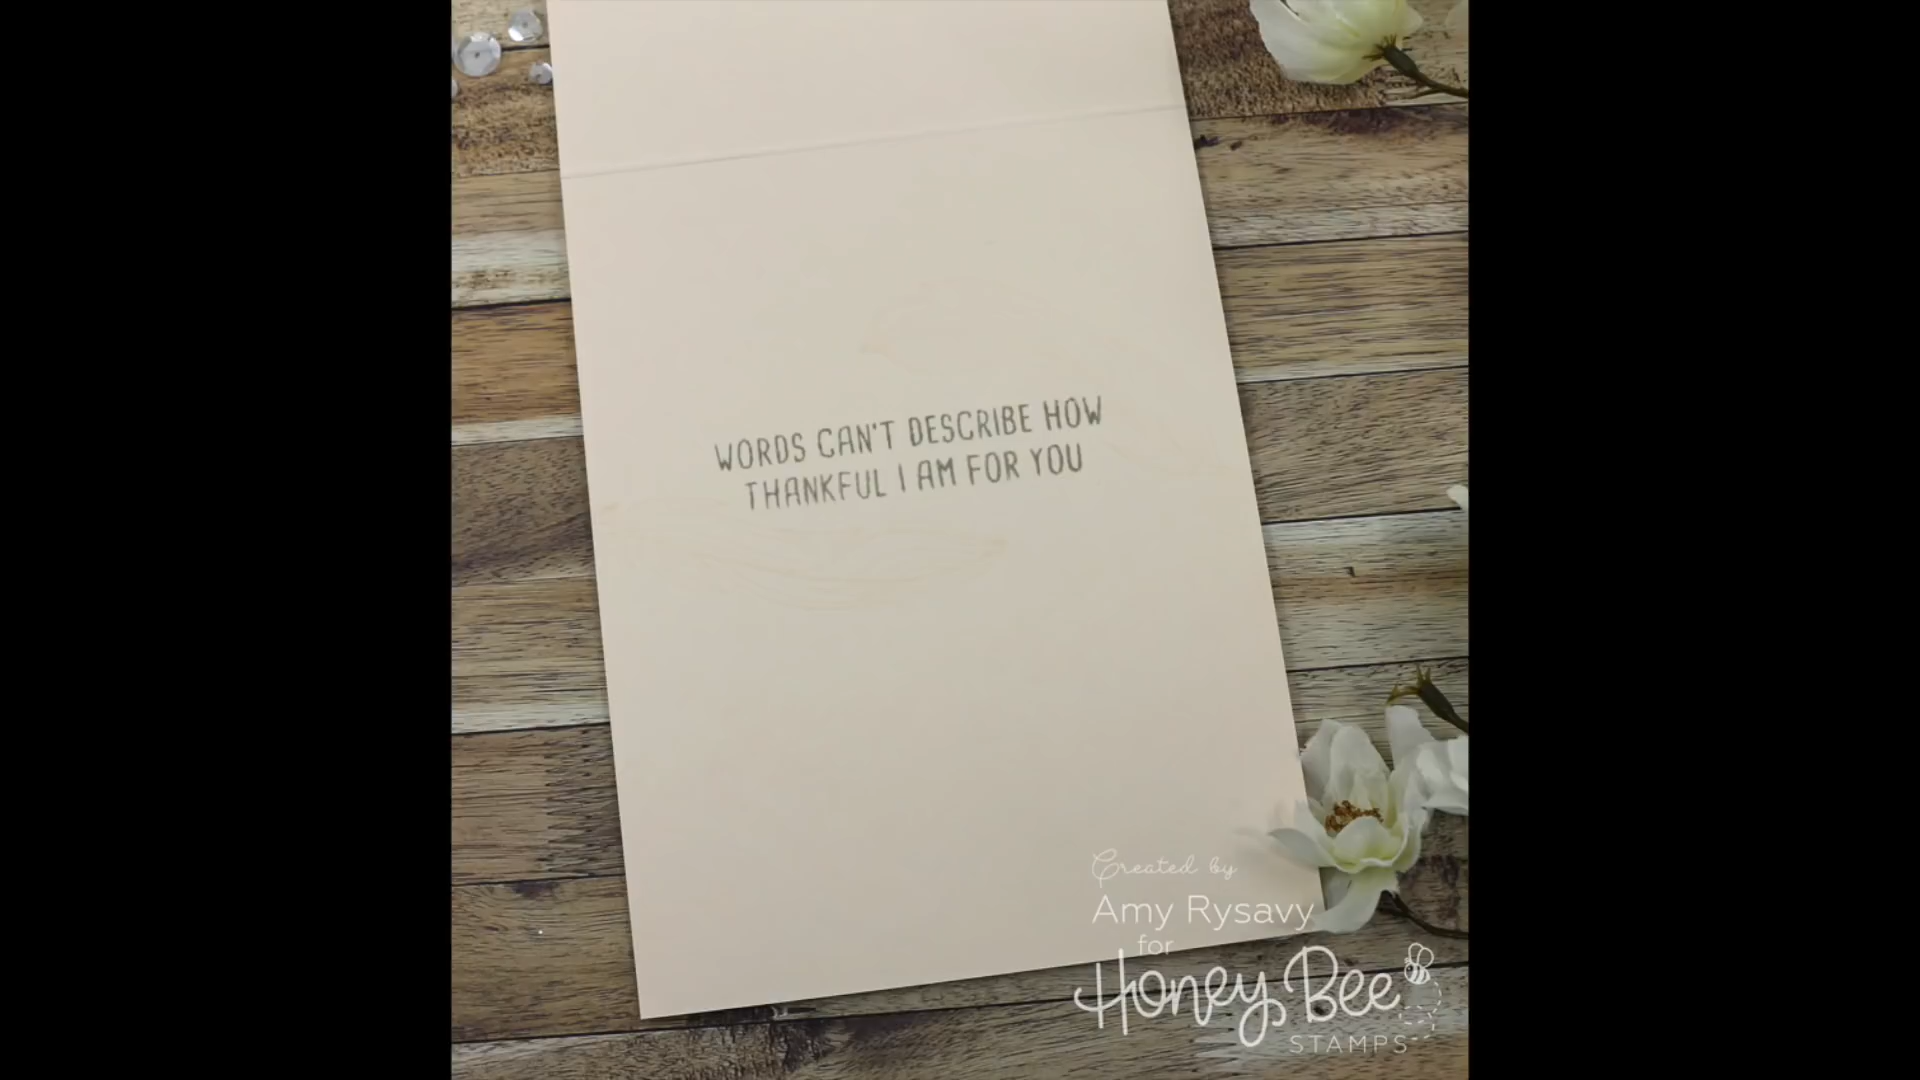 WORDS CAN'T DESCRIBE HOW
THANKFUL I AM FOR YOU
Created by
Amy Rysavy
for
Honey Bee
STAMPS